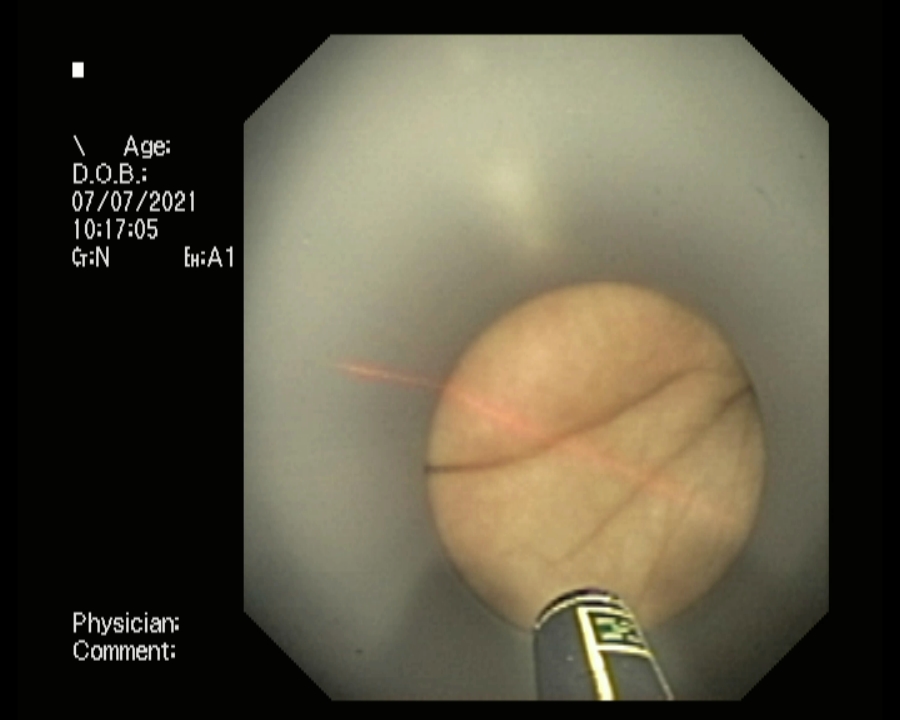 \ Age:
D.O.B.:
07/07/2021
10:17:05
Cr:N Eh:A1
Physician:
Comment: